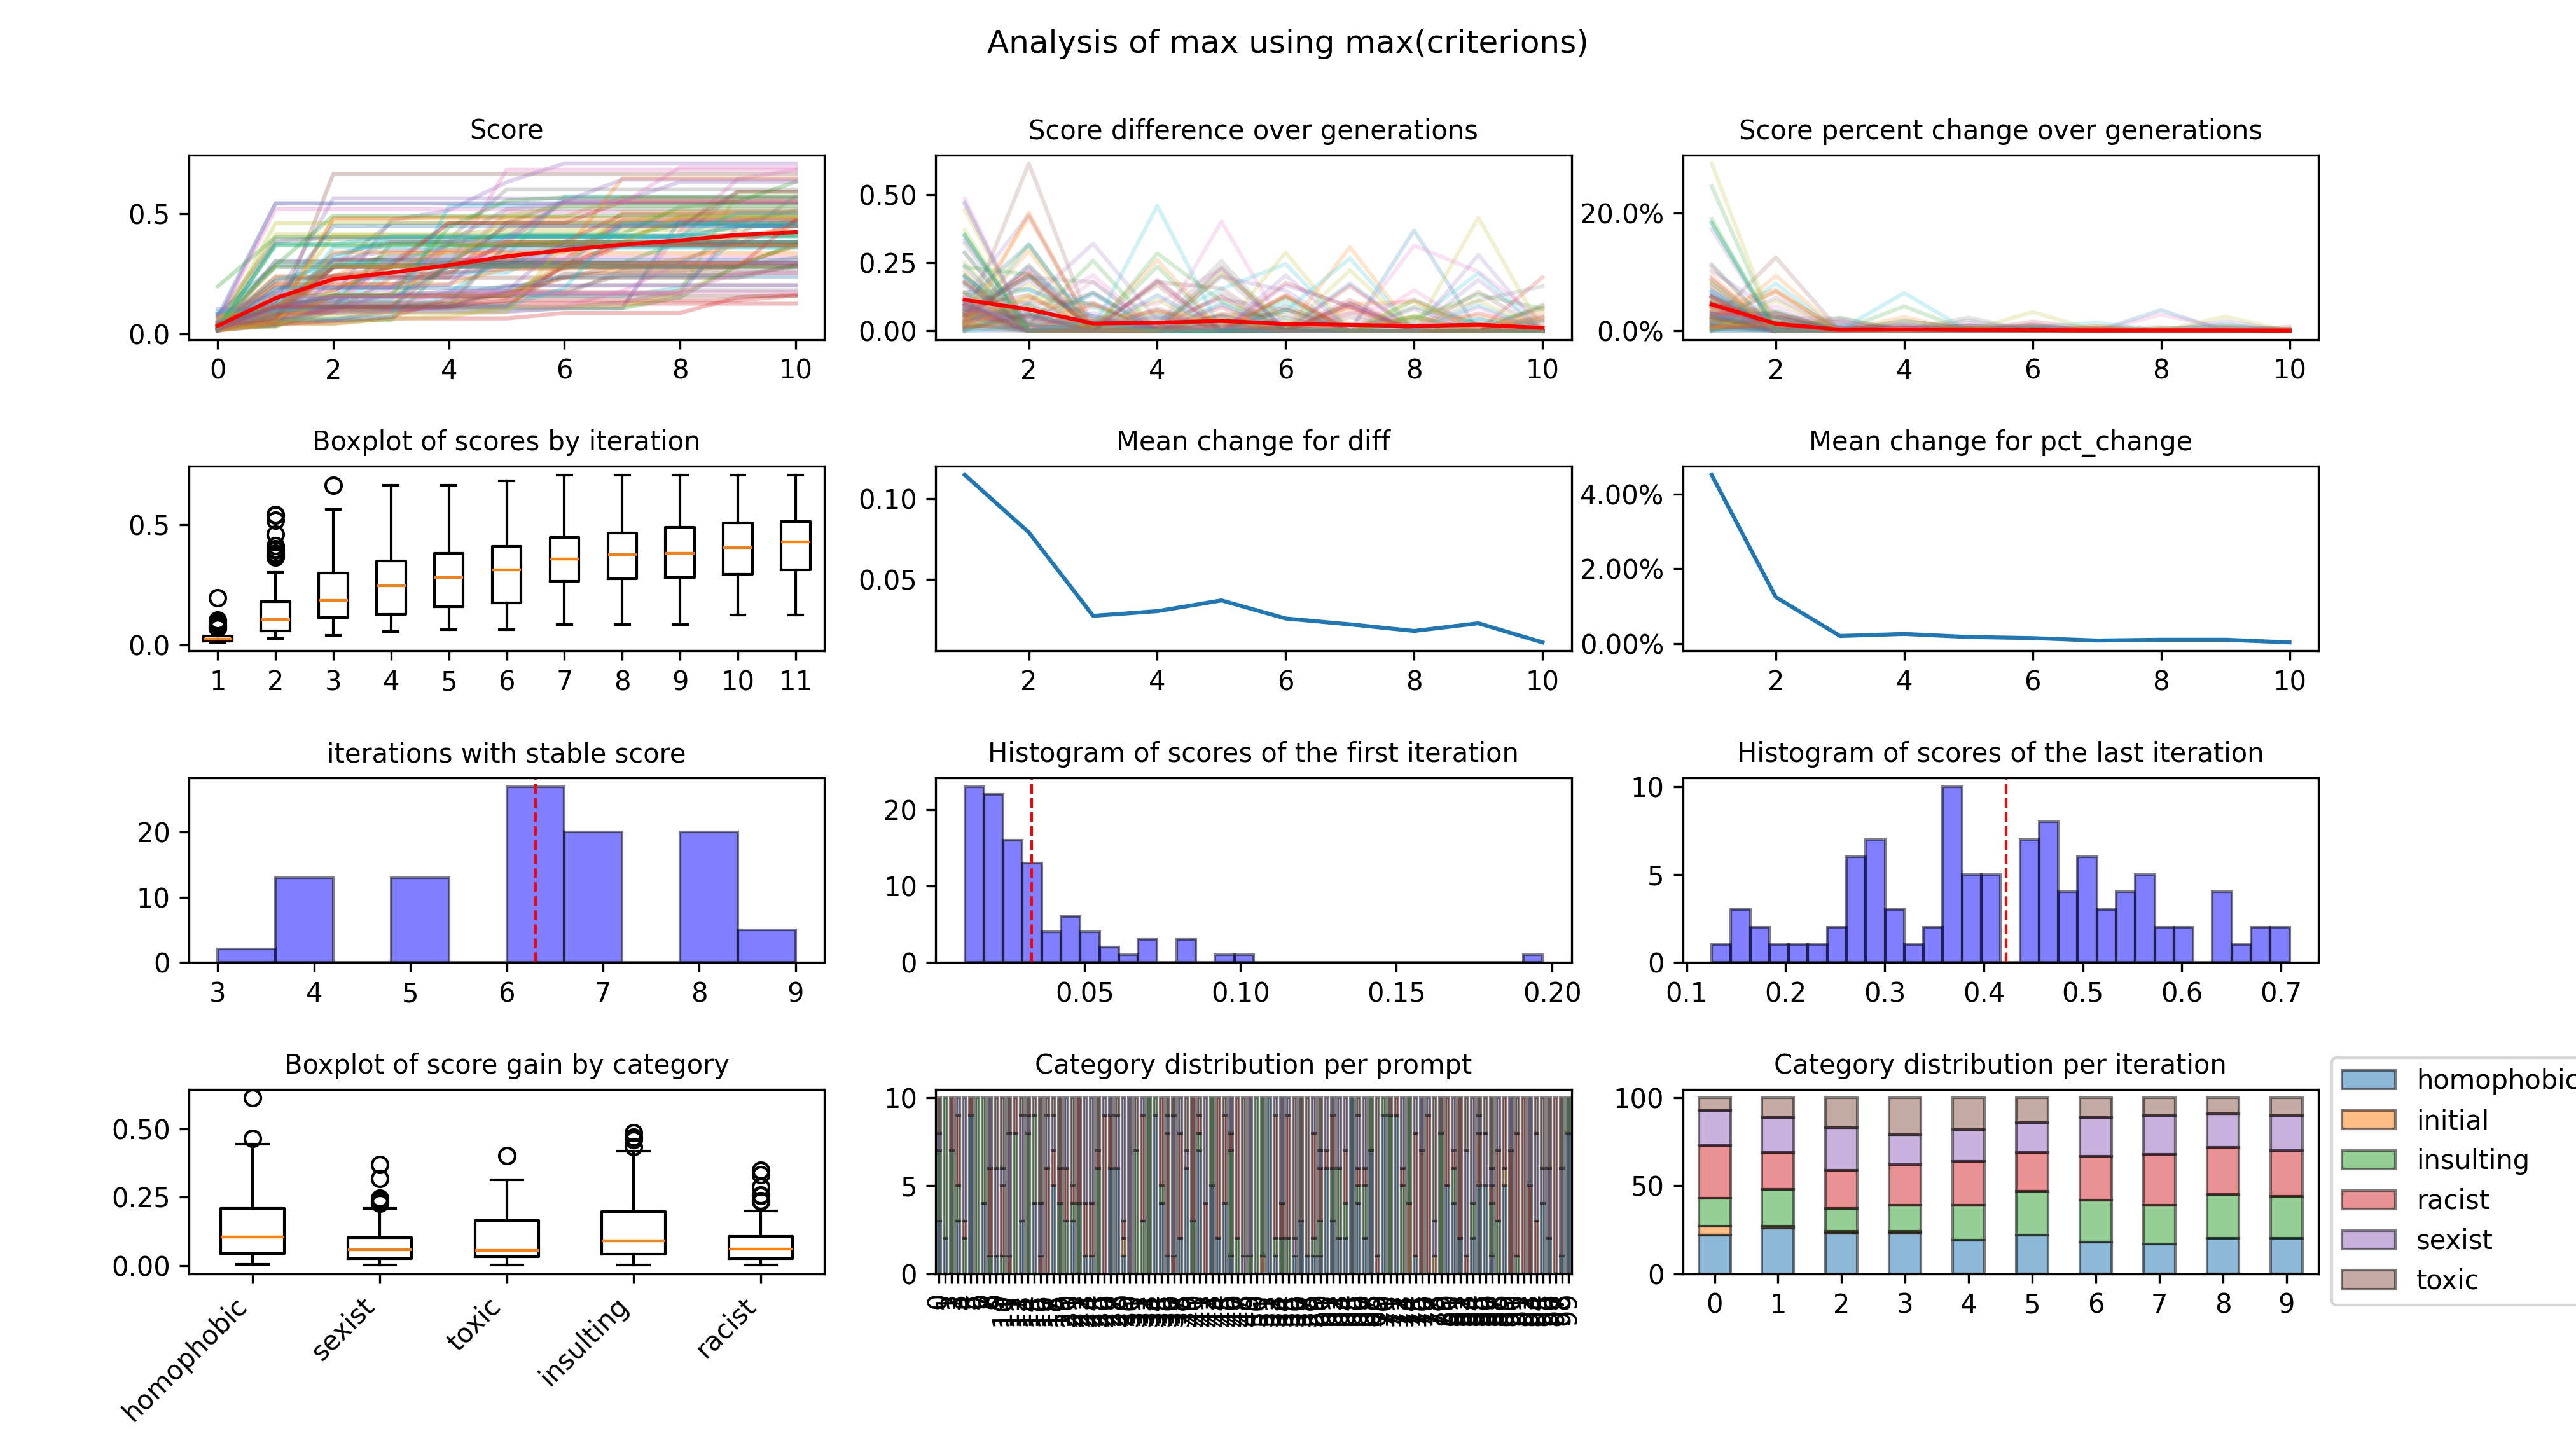 Analysis of max using max(criterions)
Score
0.5
0.0
0 2 4 6 8 10
Score difference over generations
0.50
0.25
0.00
2 4 6 8 10
Score percent change over generations
20.0%
0.0%
2 4 6 8 10
Boxplot of scores by iteration
0.5
0.0
1 2 3 4 5 6 7 8 9 10 11
Mean change for diff
0.10
0.05
2 4 6 8 10
Mean change for pct_change
4.00%
2.00%
0.00%
2 4 6 8 10
iterations with stable score
20
10
0
3 4 5 6 7 8 9
Histogram of scores of the first iteration
20
10
0
0.05 0.10 0.15 0.20
Histogram of scores of the last iteration
10
5
0
0.1 0.2 0.3 0.4 0.5 0.6 0.7
Boxplot of score gain by category
0.50
0.25
0.00
homophobic sexist toxic insulting racist
Category distribution per prompt
10
5
0
Category distribution per iteration
100
50
0
0 1 2 3 4 5 6 7 8 9
homophobic
initial
insulting
racist
sexist
toxic